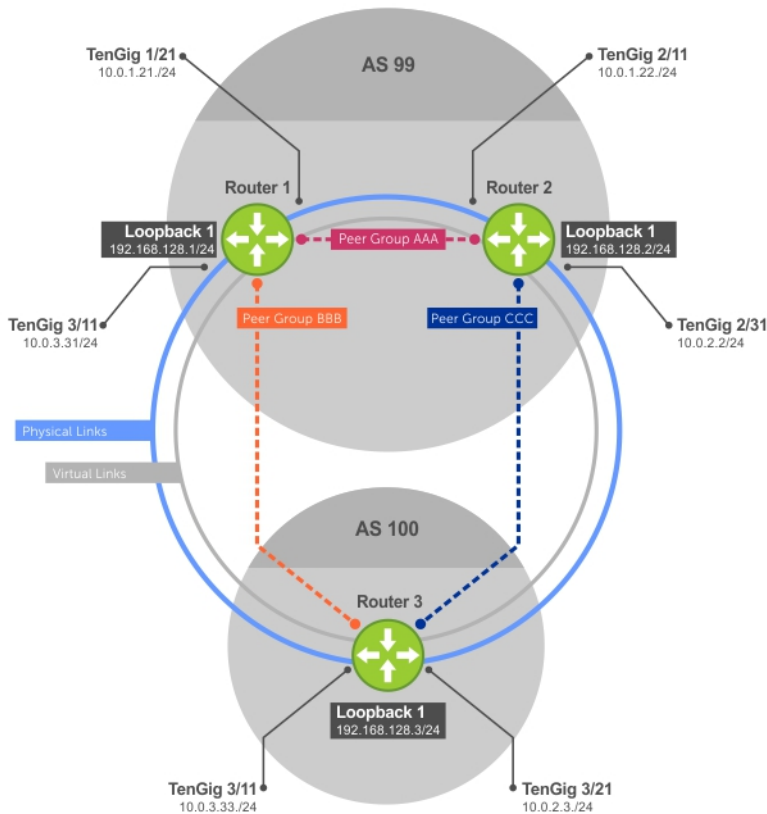 TenGig 1/21
10.0.1.21./24
AS 99
TenGig 2/11
10.0.1.22./24
Router 1
Router 2
Loopback 1
192.168.128.1/24
Peer Group AAA
Loopback 1
192.168.128.2/24
TenGig 3/11
10.0.3.31/24
Peer Group BBB
Peer Group CCC
TenGig 2/31
10.0.2.2/24
Physical Links
Virtual Links
AS 100
Router 3
Loopback 1
192.168.128.3/24
TenGig 3/11
10.0.3.33./24
TenGig 3/21
10.0.2.3./24